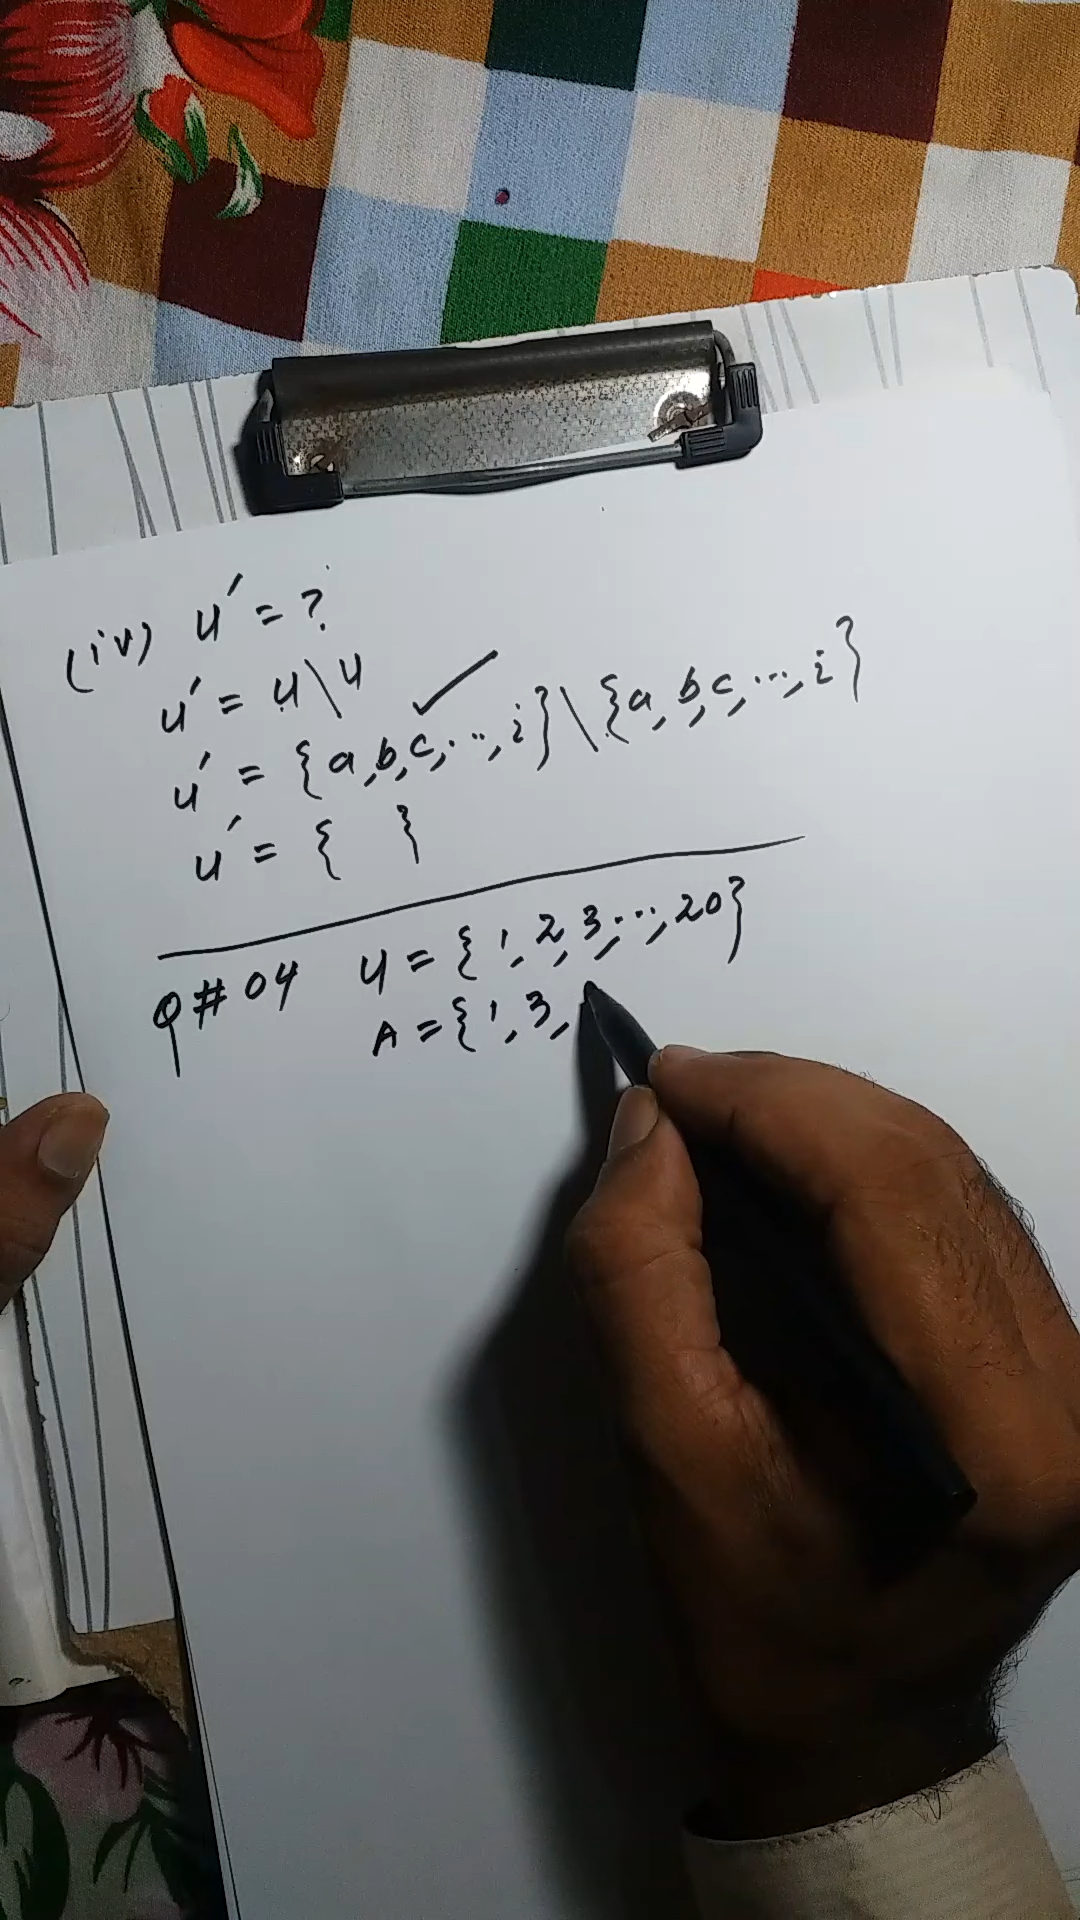 (iv) U′ = ?
U′ = U \ U
U′ = {a, b, c, ..., i} \ {a, b, c, ..., i}
U′ = {   }
Q # 04 U = {1, 2, 3, ..., 20}
A = {1, 3,